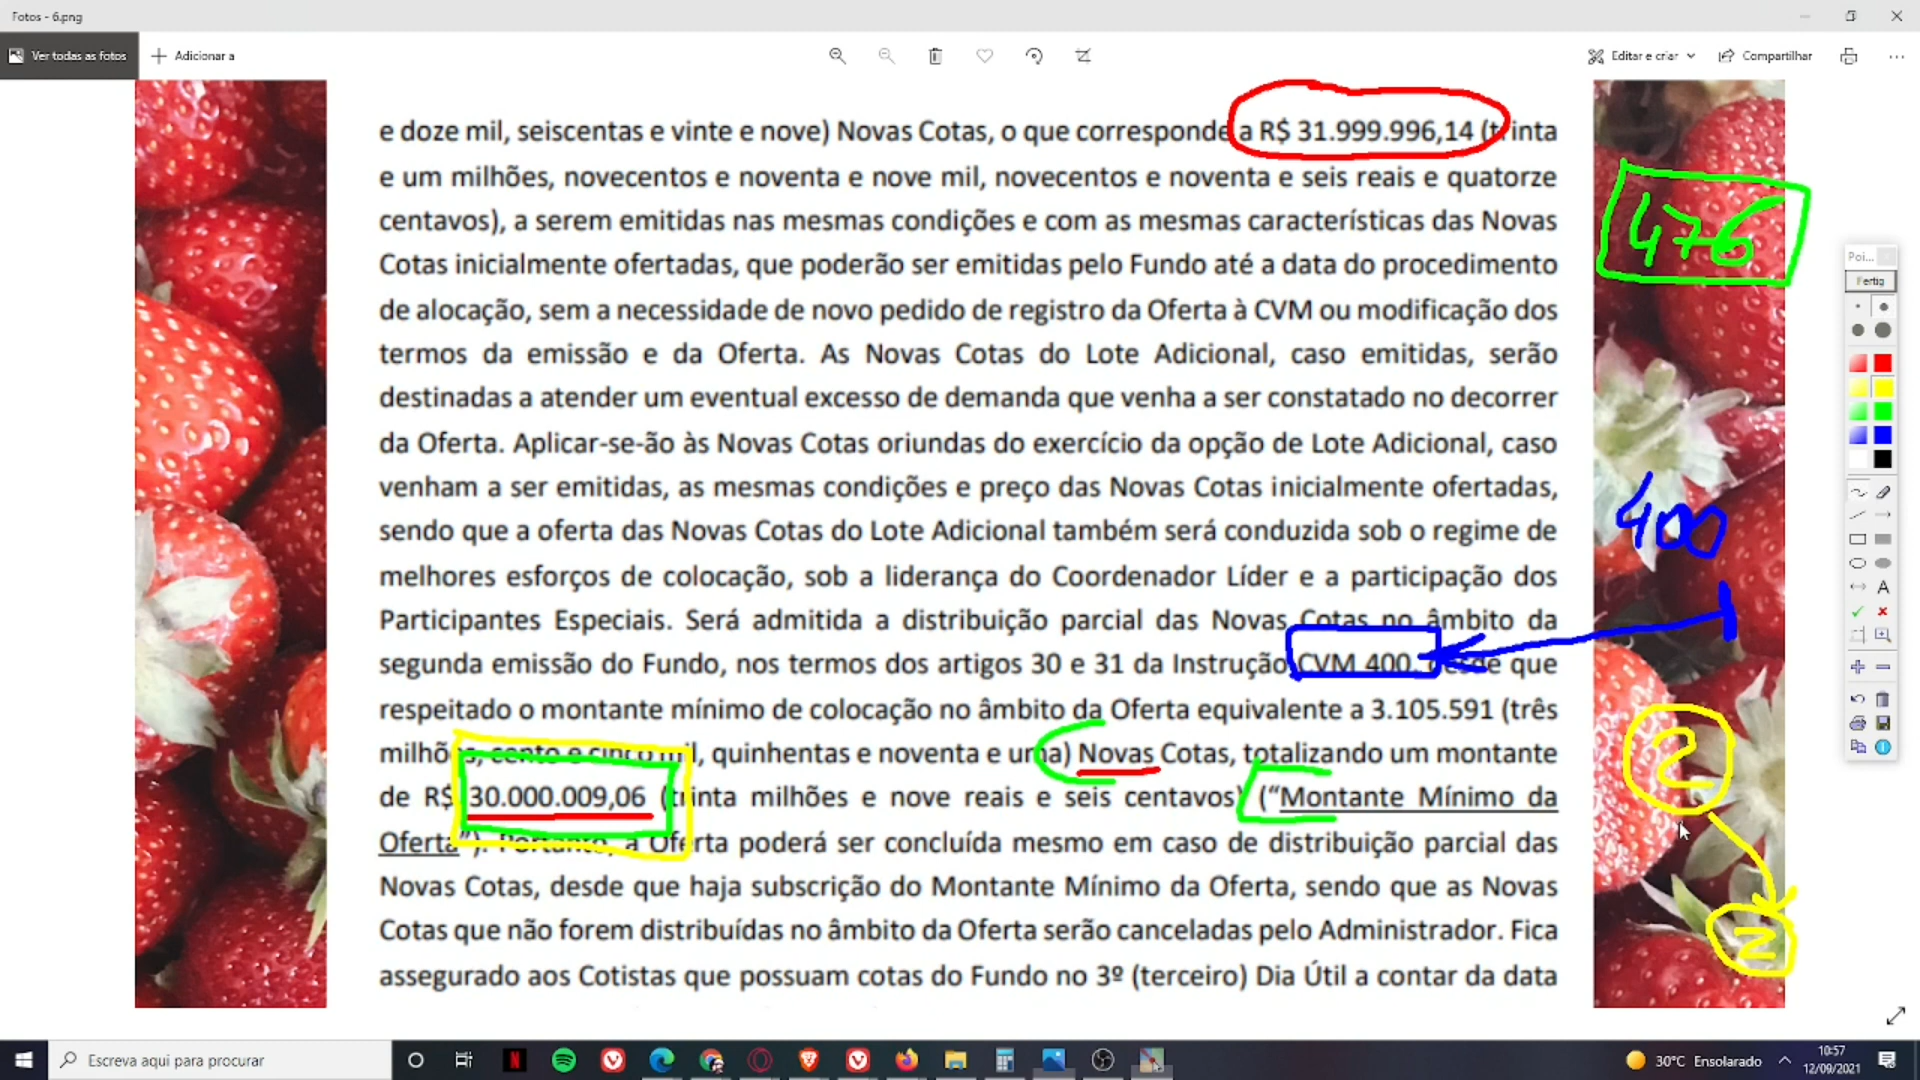 Fotos - 6.png
Ver todas as fotos
Adicionar a
Editar e criar
Compartilhar
e doze mil, seiscentas e vinte e nove) Novas Cotas, o que corresponde a R$ 31.999.996,14 (trinta
e um milhões, novecentos e noventa e nove mil, novecentos e noventa e seis reais e quatorze
centavos), a serem emitidas nas mesmas condições e com as mesmas características das Novas
Cotas inicialmente ofertadas, que poderão ser emitidas pelo Fundo até a data do procedimento
de alocação, sem a necessidade de novo pedido de registro da Oferta à CVM ou modificação dos
termos da emissão e da Oferta. As Novas Cotas do Lote Adicional, caso emitidas, serão
destinadas a atender um eventual excesso de demanda que venha a ser constatado no decorrer
da Oferta. Aplicar-se-ão às Novas Cotas oriundas do exercício da opção de Lote Adicional, caso
venham a ser emitidas, as mesmas condições e preço das Novas Cotas inicialmente ofertadas,
sendo que a oferta das Novas Cotas do Lote Adicional também será conduzida sob o regime de
melhores esforços de colocação, sob a liderança do Coordenador Líder e a participação dos
Participantes Especiais. Será admitida a distribuição parcial das Novas Cotas no âmbito da
segunda emissão do Fundo, nos termos dos artigos 30 e 31 da Instrução CVM 400, desde que
respeitado o montante mínimo de colocação no âmbito da Oferta equivalente a 3.105.591 (três
milhões, cento e cinco mil, quinhentas e noventa e uma) Novas Cotas, totalizando um montante
de R$ 30.000.009,06 (trinta milhões e nove reais e seis centavos) (“Montante Mínimo da
Oferta”). Portanto, a Oferta poderá ser concluída mesmo em caso de distribuição parcial das
Novas Cotas, desde que haja subscrição do Montante Mínimo da Oferta, sendo que as Novas
Cotas que não forem distribuídas no âmbito da Oferta serão canceladas pelo Administrador. Fica
assegurado aos Cotistas que possuam cotas do Fundo no 3º (terceiro) Dia Útil a contar da data
476
400
2
2
Poi...
Fertig
A
Escreva aqui para procurar
30°C Ensolarado
10:57
12/09/2021